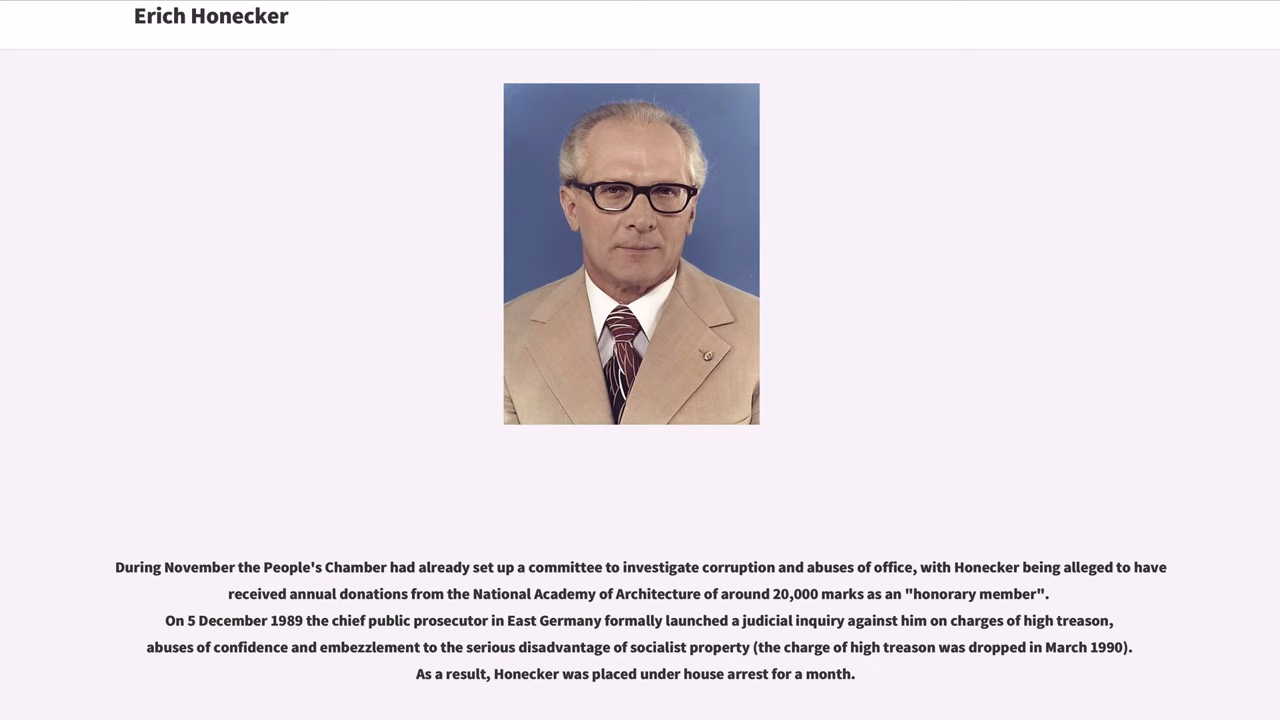 Erich Honecker
During November the People's Chamber had already set up a committee to investigate corruption and abuses of office, with Honecker being alleged to have
received annual donations from the National Academy of Architecture of around 20,000 marks as an "honorary member".
On 5 December 1989 the chief public prosecutor in East Germany formally launched a judicial inquiry against him on charges of high treason,
abuses of confidence and embezzlement to the serious disadvantage of socialist property (the charge of high treason was dropped in March 1990).
As a result, Honecker was placed under house arrest for a month.